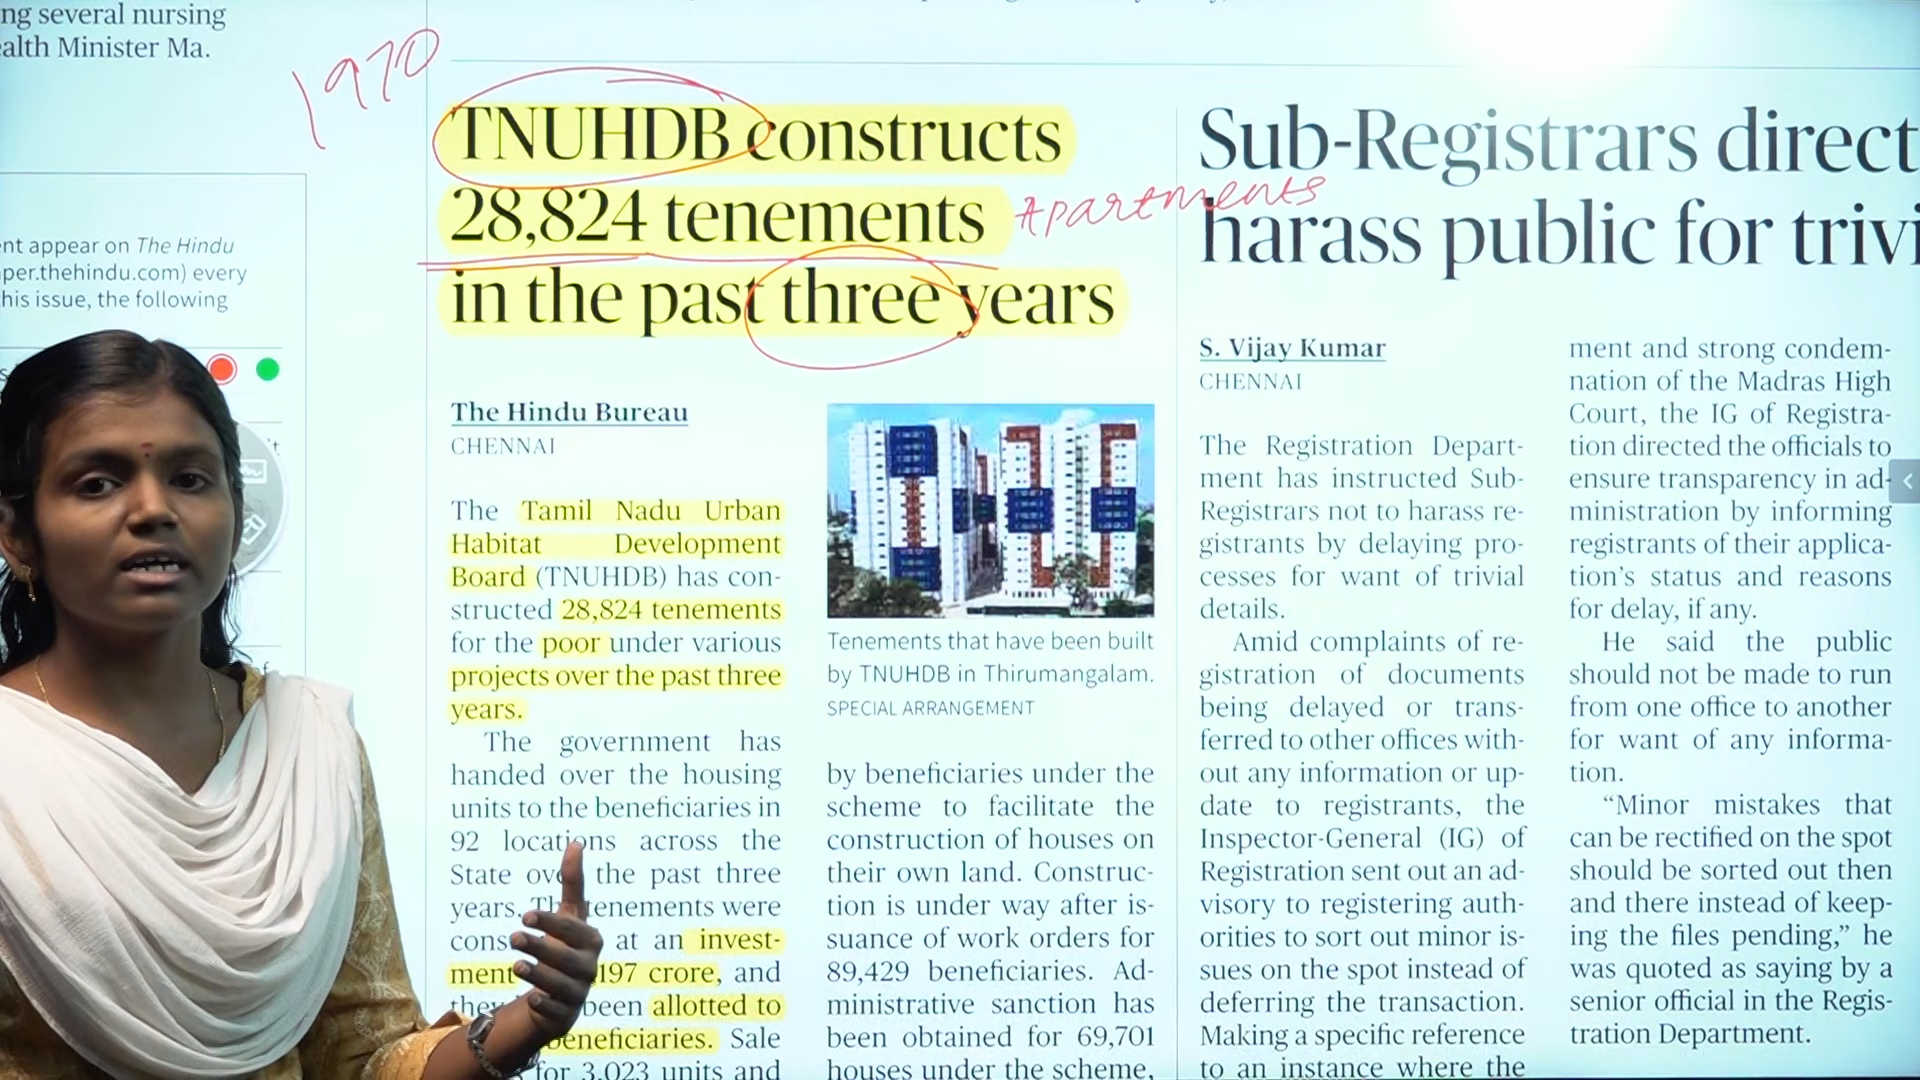 ng several nursing
alth Minister Ma.
1970
TNUHDB constructs
28,824 tenements
Apartments
in the past three years
Sub-Registrars direct
harass public for trivi
nt appear on The Hindu
per.thehindu.com) every
his issue, the following
The Hindu Bureau
CHENNAI
The Tamil Nadu Urban
Habitat Development
Board (TNUHDB) has con-
structed 28,824 tenements
for the poor under various
projects over the past three
years.
The government has
handed over the housing
units to the beneficiaries in
92 locations across the
State the past three
years. tenements were
at an invest-
ment 197 crore, and
been allotted to
beneficiaries. Sale
for 3,023 units and
Tenements that have been built
by TNUHDB in Thirumangalam.
SPECIAL ARRANGEMENT
by beneficiaries under the
scheme to facilitate the
construction of houses on
their own land. Construc-
tion is under way after is-
suance of work orders for
89,429 beneficiaries. Ad-
ministrative sanction has
been obtained for 69,701
houses under the scheme,
S. Vijay Kumar
CHENNAI
The Registration Depart-
ment has instructed Sub-
Registrars not to harass re-
gistrants by delaying pro-
cesses for want of trivial
details.
Amid complaints of re-
gistration of documents
being delayed or trans-
ferred to other offices with-
out any information or up-
date to registrants, the
Inspector-General (IG) of
Registration sent out an ad-
visory to registering auth-
orities to sort out minor is-
sues on the spot instead of
deferring the transaction.
Making a specific reference
to an instance where the
ment and strong condem-
nation of the Madras High
Court, the IG of Registra-
tion directed the officials to
ensure transparency in ad-
ministration by informing
registrants of their applica-
tion's status and reasons
for delay, if any.
He said the public
should not be made to run
from one office to another
for want of any informa-
tion.
“Minor mistakes that
can be rectified on the spot
should be sorted out then
and there instead of keep-
ing the files pending,” he
was quoted as saying by a
senior official in the Regis-
tration Department.